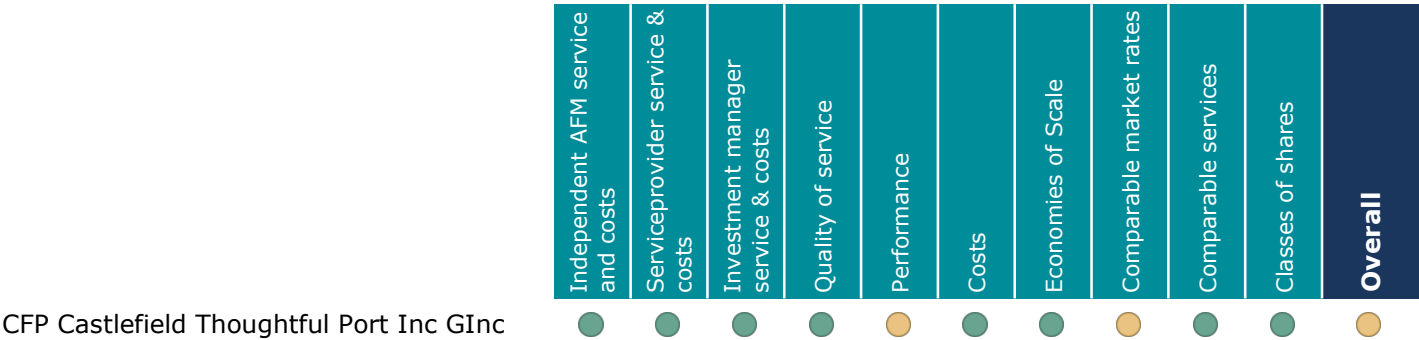 Independent AFM service
and costs
Serviceprovider service &
costs
Investment manager
service & costs
Quality of service
Performance
Costs
Economies of Scale
Comparable market rates
Comparable services
Classes of shares
Overall
CFP Castlefield Thoughtful Port Inc GInc